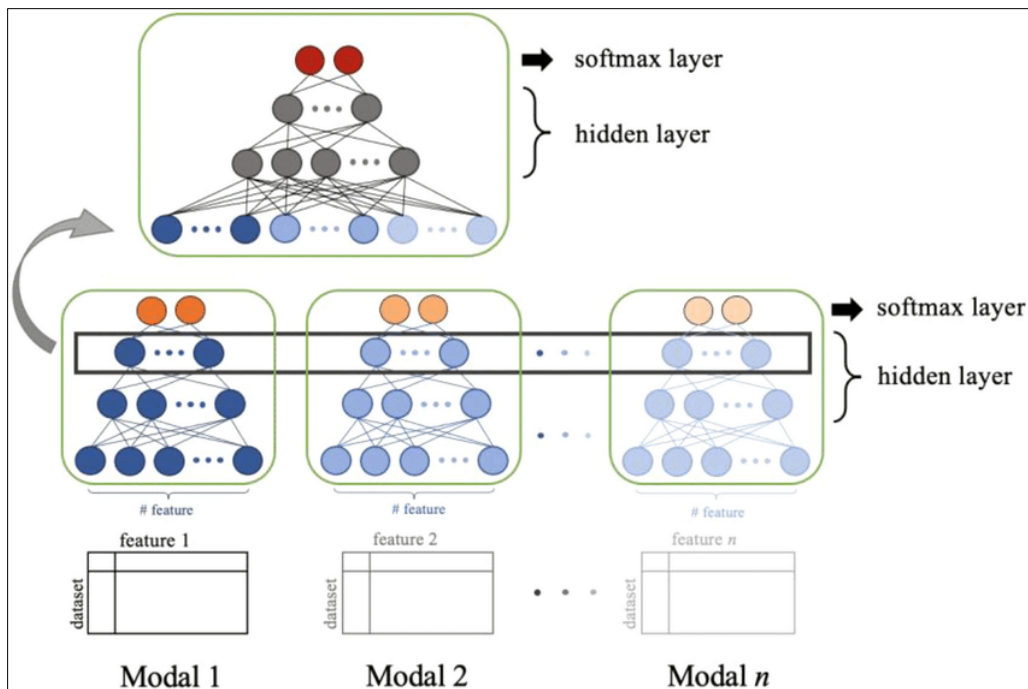 softmax layer
hidden layer
softmax layer
hidden layer
# feature
# feature
# feature
feature 1
feature 2
feature n
dataset
dataset
dataset
Modal 1
Modal 2
Modal n